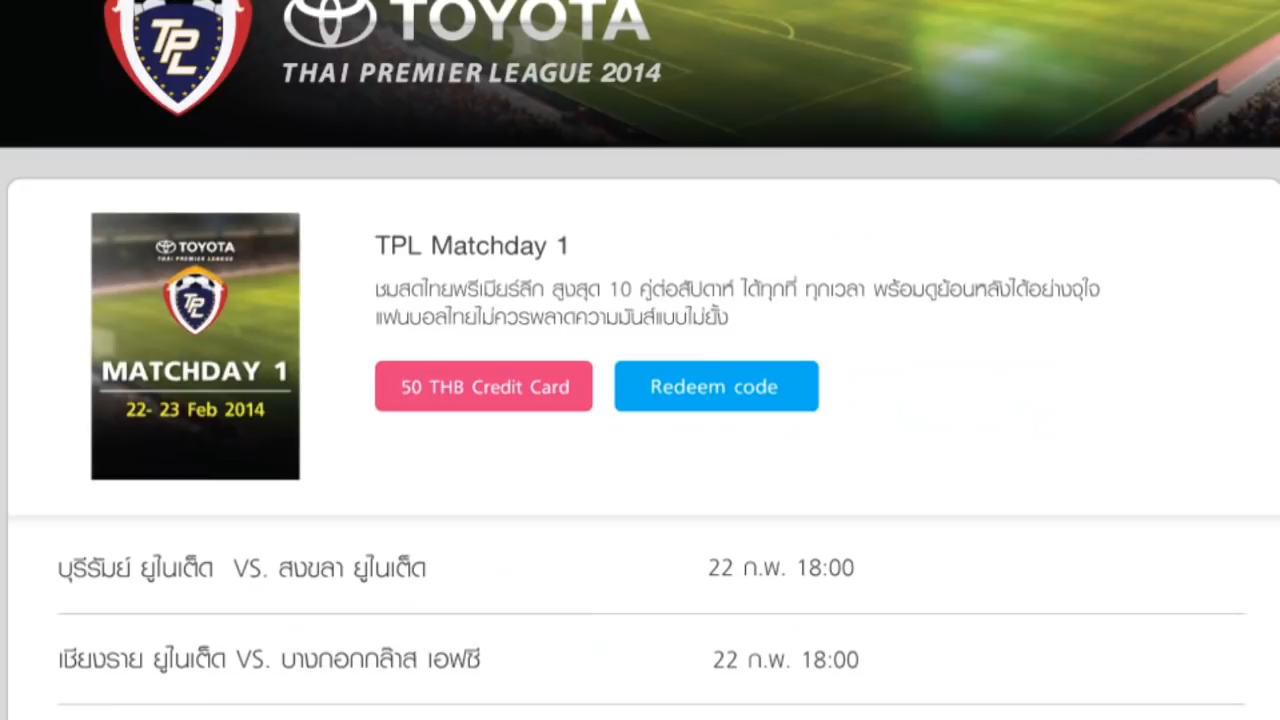 TPL
TOYOTA
THAI PREMIER LEAGUE 2014
TOYOTA
THAI PREMIER LEAGUE
TPL
MATCHDAY 1
22- 23 Feb 2014
TPL Matchday 1
ชมสดไทยพรีเมียร์ลีก สูงสุด 10 คู่ต่อสัปดาห์ ได้ทุกที่ ทุกเวลา พร้อมดูย้อนหลังได้อย่างจุใจ
แฟนบอลไทยไม่ควรพลาดความมันส์แบบไม่ยั้ง
50 THB Credit Card
Redeem code
บุรีรัมย์ ยูไนเต็ด VS. สงขลา ยูไนเต็ด 22 ก.พ. 18:00
เชียงราย ยูไนเต็ด VS. บางกอกกล๊าส เอฟซี 22 ก.พ. 18:00